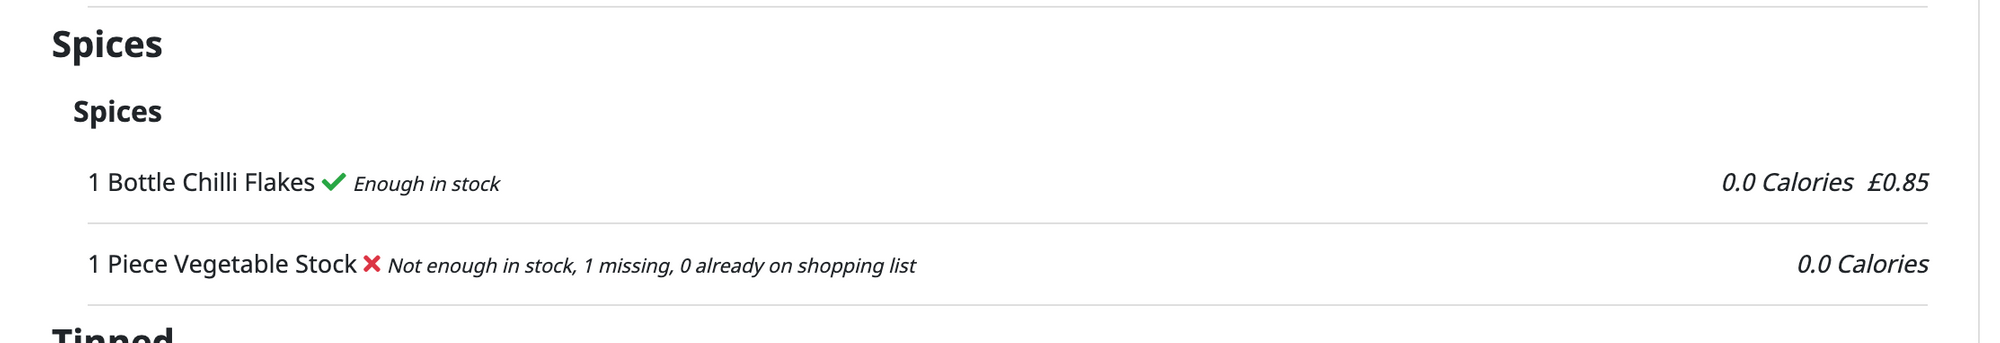 Spices
Spices
1 Bottle Chilli Flakes ✔ Enough in stock 0.0 Calories £0.85
1 Piece Vegetable Stock ✖ Not enough in stock, 1 missing, 0 already on shopping list 0.0 Calories
Tinned